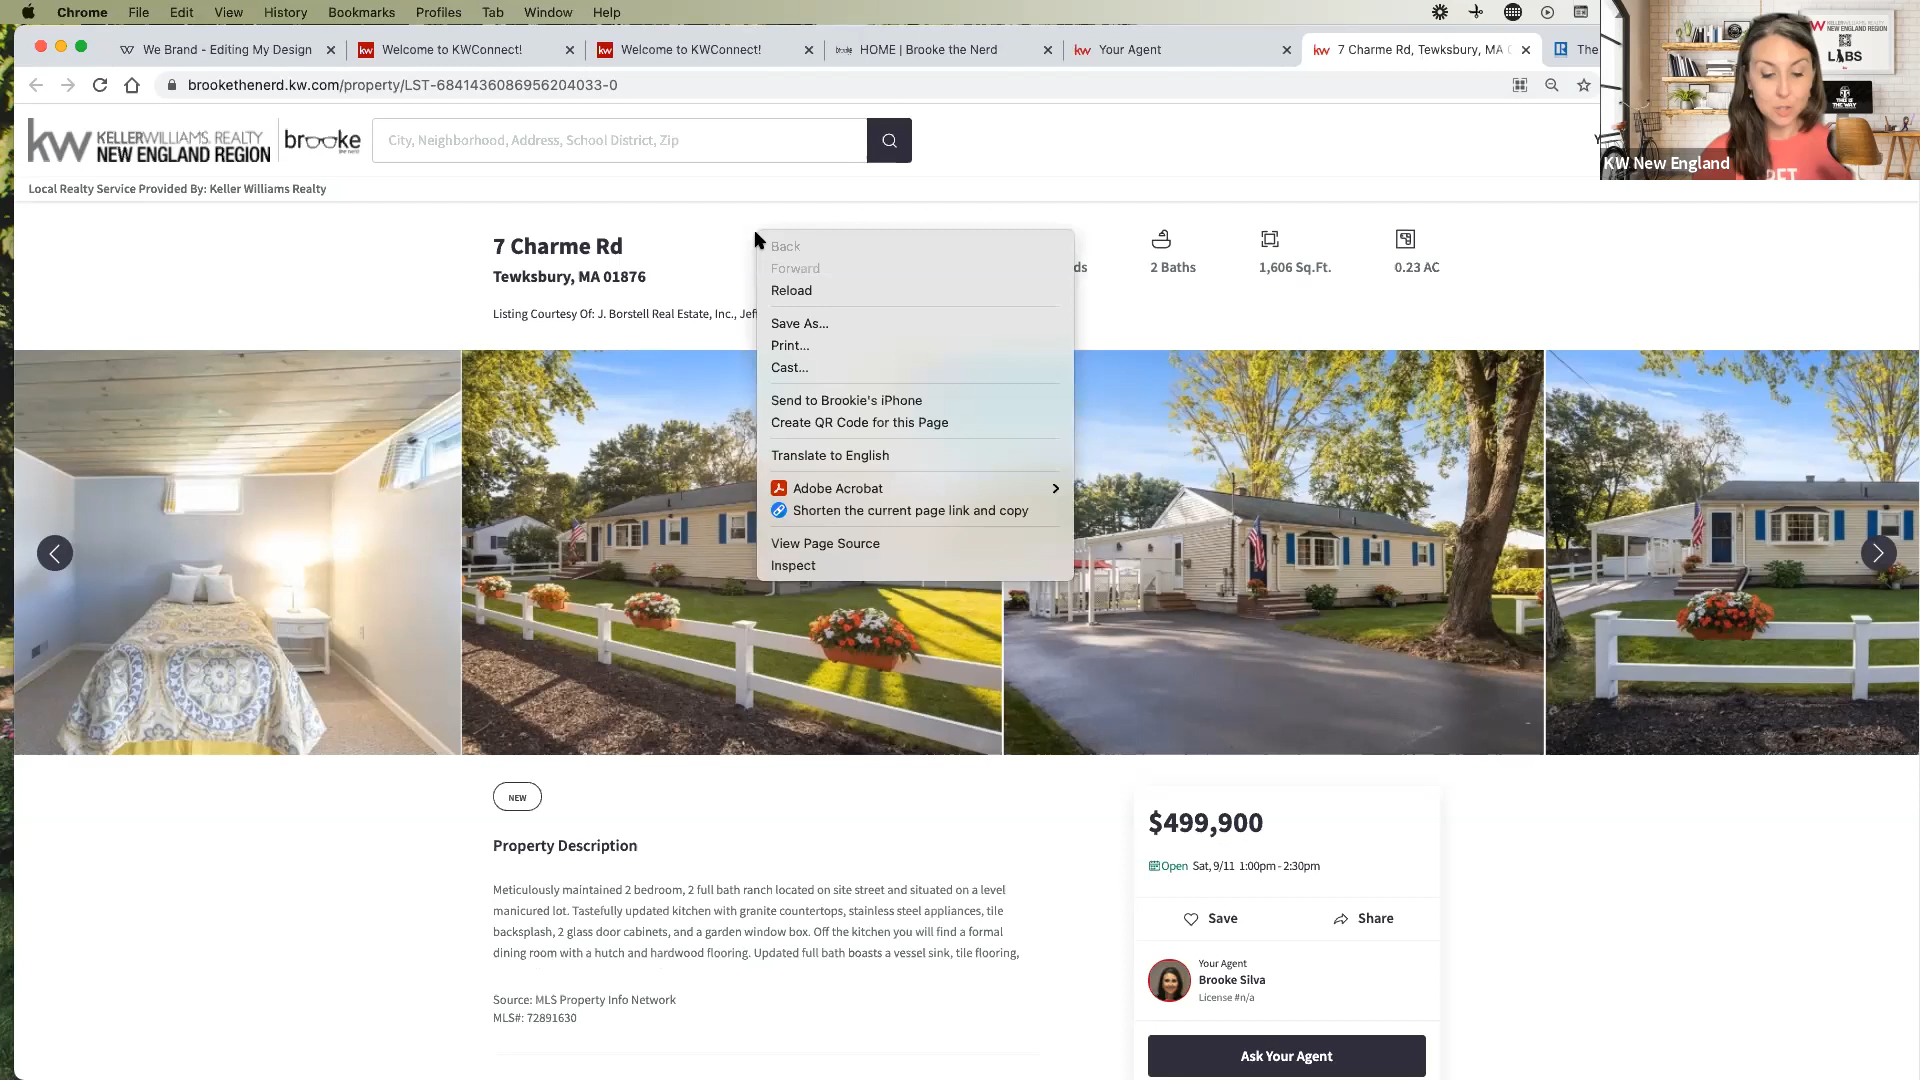 Chrome File Edit View History Bookmarks Profiles Tab Window Help
We Brand - Editing My Design
Welcome to KWConnect!
Welcome to KWConnect!
HOME | Brooke the Nerd
Your Agent
7 Charme Rd, Tewksbury, MA
The
brookethenerd.kw.com/property/LST-6841436086956204033-0
kw KELLERWILLIAMS. REALTY
NEW ENGLAND REGION
brooke
City, Neighborhood, Address, School District, Zip
Local Realty Service Provided By: Keller Williams Realty
KELLERWILLIAMS REALTY
NEW ENGLAND REGION
LABS
THIS IS
THE WAY
KW New England
7 Charme Rd
Tewksbury, MA 01876
Listing Courtesy Of: J. Borstell Real Estate, Inc., Jef
ds
2 Baths
1,606 Sq.Ft.
0.23 AC
Back
Forward
Reload
Save As...
Print...
Cast...
Send to Brookie's iPhone
Create QR Code for this Page
Translate to English
Adobe Acrobat
Shorten the current page link and copy
View Page Source
Inspect
NEW
Property Description
Meticulously maintained 2 bedroom, 2 full bath ranch located on site street and situated on a level
manicured lot. Tastefully updated kitchen with granite countertops, stainless steel appliances, tile
backsplash, 2 glass door cabinets, and a garden window box. Off the kitchen you will find a formal
dining room with a hutch and hardwood flooring. Updated full bath boasts a vessel sink, tile flooring,
Source: MLS Property Info Network
MLS#: 72891630
$499,900
Open Sat, 9/11 1:00pm - 2:30pm
Save
Share
Your Agent
Brooke Silva
License #n/a
Ask Your Agent